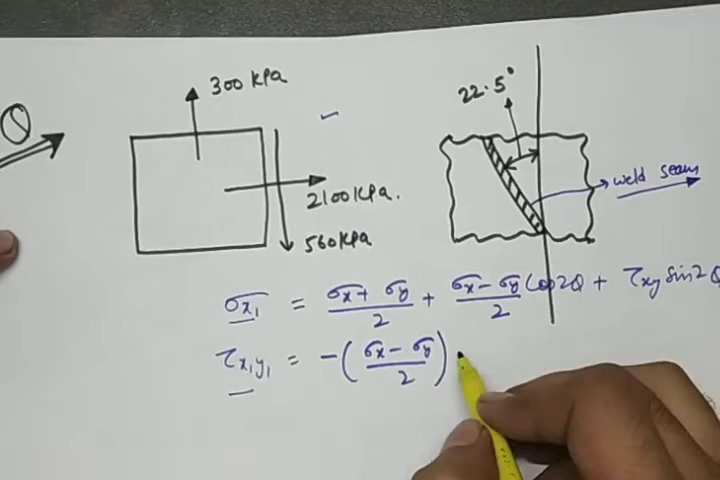 Q
300 kPa
2100 kPa.
560 kPa
22.5°
weld seam
σx₁ = (σx + σy)/2 + (σx - σy)/2 Cos2θ + τxy Sin2θ
τx₁y₁ = -((σx - σy)/2)